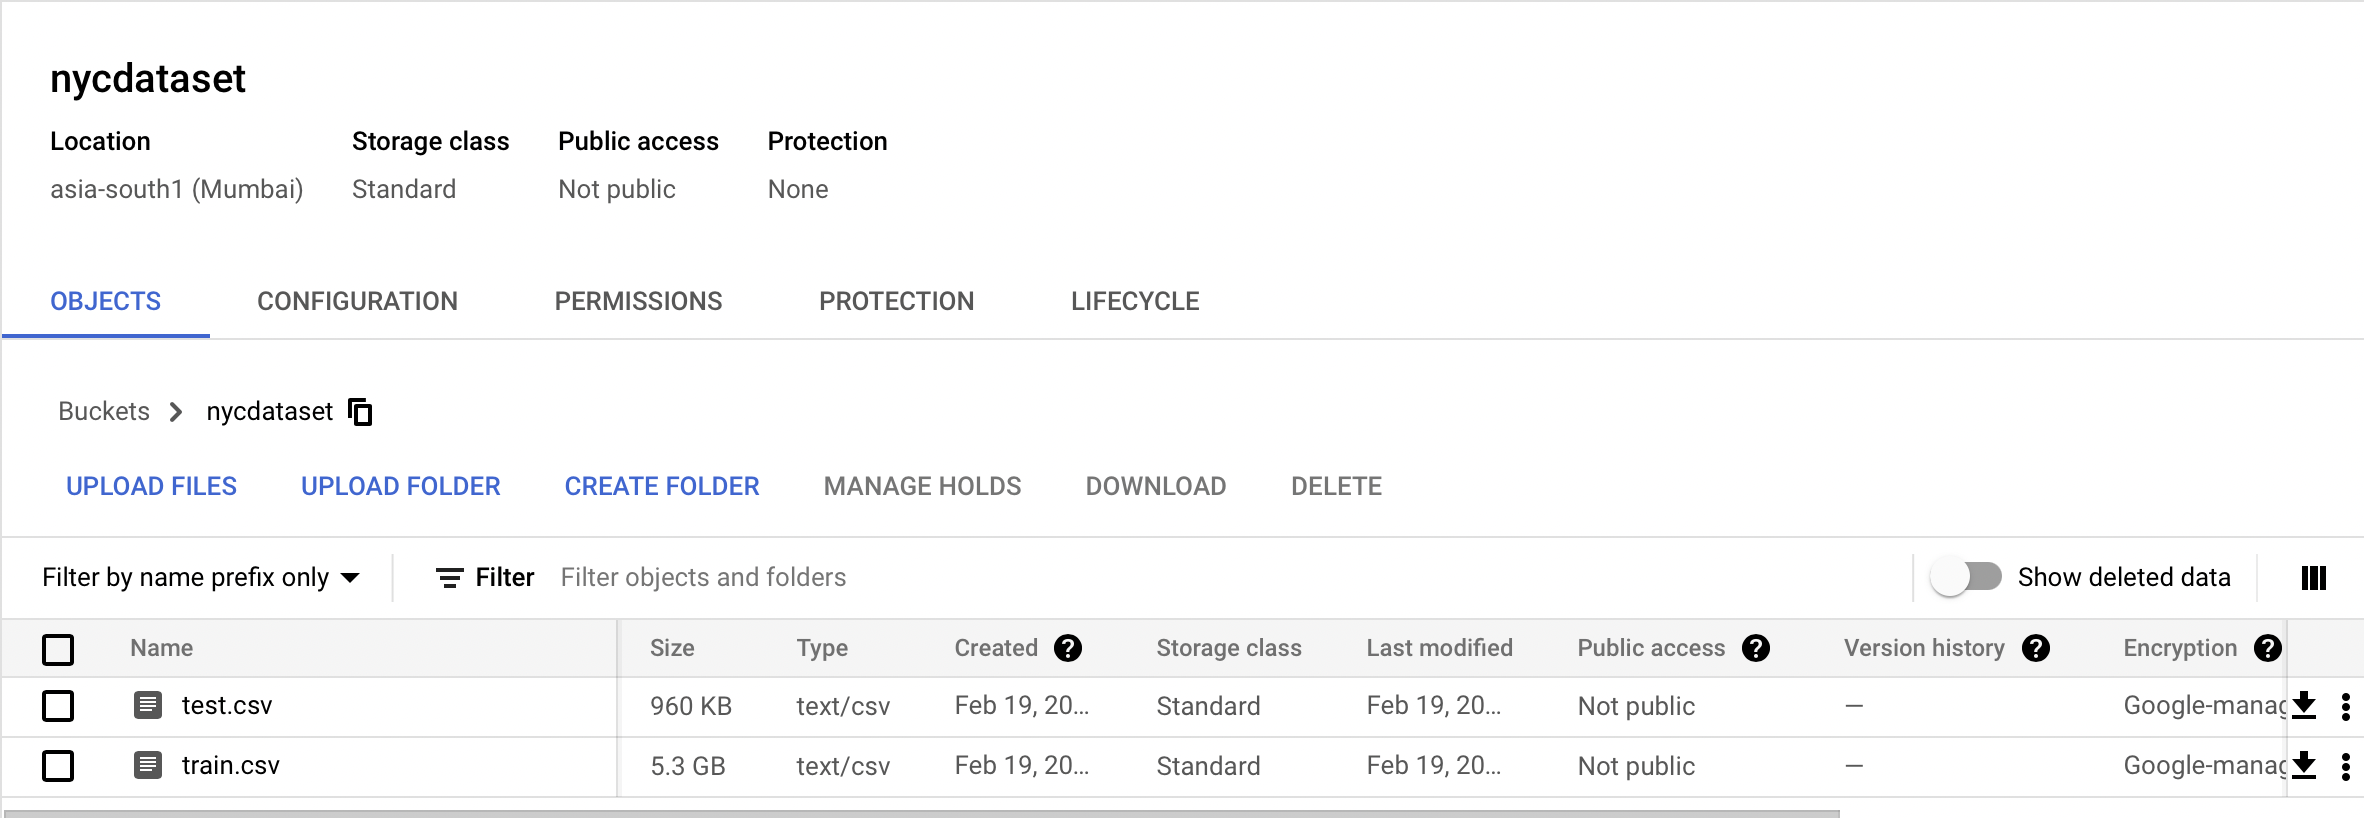 nycdataset
Location Storage class Public access Protection
asia-south1 (Mumbai) Standard Not public None
OBJECTS CONFIGURATION PERMISSIONS PROTECTION LIFECYCLE
Buckets nycdataset
UPLOAD FILES UPLOAD FOLDER CREATE FOLDER MANAGE HOLDS DOWNLOAD DELETE
Filter by name prefix only Filter Filter objects and folders Show deleted data
Name Size Type Created ? Storage class Last modified Public access ? Version history ? Encryption ?
test.csv 960 KB text/csv Feb 19, 20... Standard Feb 19, 20... Not public — Google-manag
train.csv 5.3 GB text/csv Feb 19, 20... Standard Feb 19, 20... Not public — Google-manag